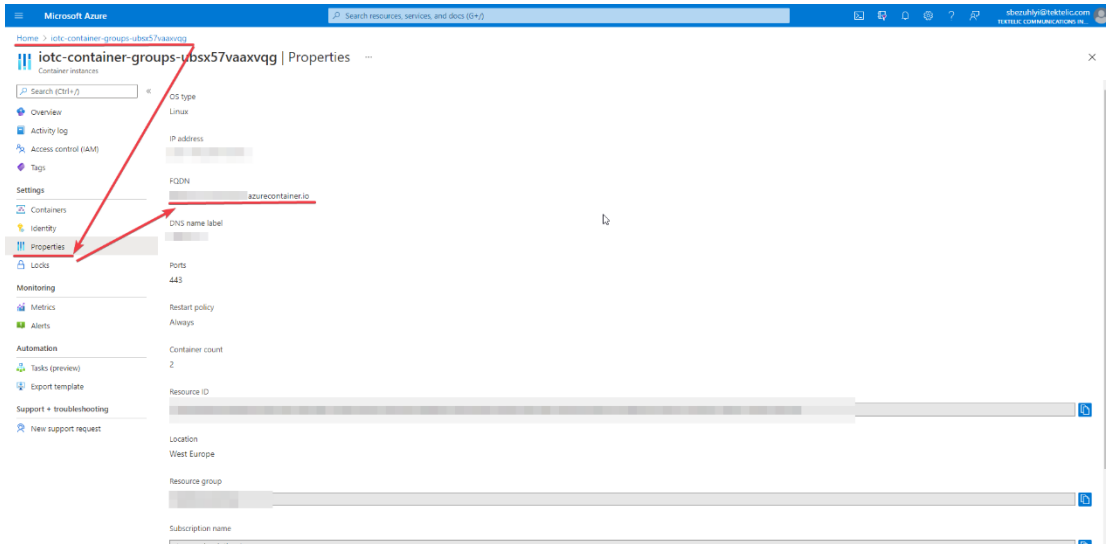 Microsoft Azure
Search resources, services, and docs (G+/)
sbezuhlyi@tektelic.com
TEKTELIC COMMUNICATIONS IN...
Home > iotc-container-groups-ubsx57vaaxvqg
iotc-container-groups-ubsx57vaaxvqg | Properties ...
Container instances
Search (Ctrl+/)
Overview
Activity log
Access control (IAM)
Tags
Settings
Containers
Identity
Properties
Locks
Monitoring
Metrics
Alerts
Automation
Tasks (preview)
Export template
Support + troubleshooting
New support request
OS type
Linux
IP address
FQDN
azurecontainer.io
DNS name label
Ports
443
Restart policy
Always
Container count
2
Resource ID
Location
West Europe
Resource group
Subscription name